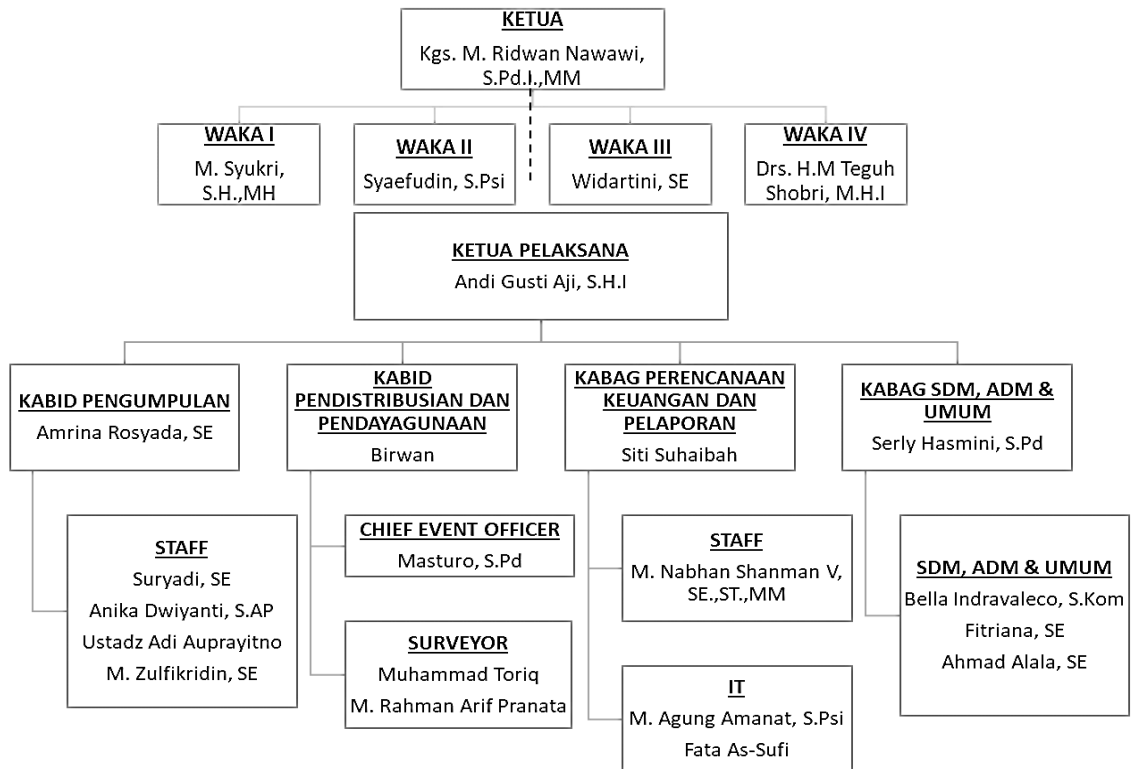 KETUA
Kgs. M. Ridwan Nawawi,
S.Pd.I.,MM
WAKA I
M. Syukri,
S.H.,MH
WAKA II
Syaefudin, S.Psi
WAKA III
Widartini, SE
WAKA IV
Drs. H.M Teguh
Shobri, M.H.I
KETUA PELAKSANA
Andi Gusti Aji, S.H.I
KABID PENGUMPULAN
Amrina Rosyada, SE
STAFF
Suryadi, SE
Anika Dwiyanti, S.AP
Ustadz Adi Auprayitno
M. Zulfikridin, SE
KABID
PENDISTRIBUSIAN DAN
PENDAYAGUNAAN
Birwan
CHIEF EVENT OFFICER
Masturo, S.Pd
SURVEYOR
Muhammad Toriq
M. Rahman Arif Pranata
KABAG PERENCANAAN
KEUANGAN DAN
PELAPORAN
Siti Suhaibah
STAFF
M. Nabhan Shanman V,
SE.,ST.,MM
IT
M. Agung Amanat, S.Psi
Fata As-Sufi
KABAG SDM, ADM &
UMUM
Serly Hasmini, S.Pd
SDM, ADM & UMUM
Bella Indravaleco, S.Kom
Fitriana, SE
Ahmad Alala, SE